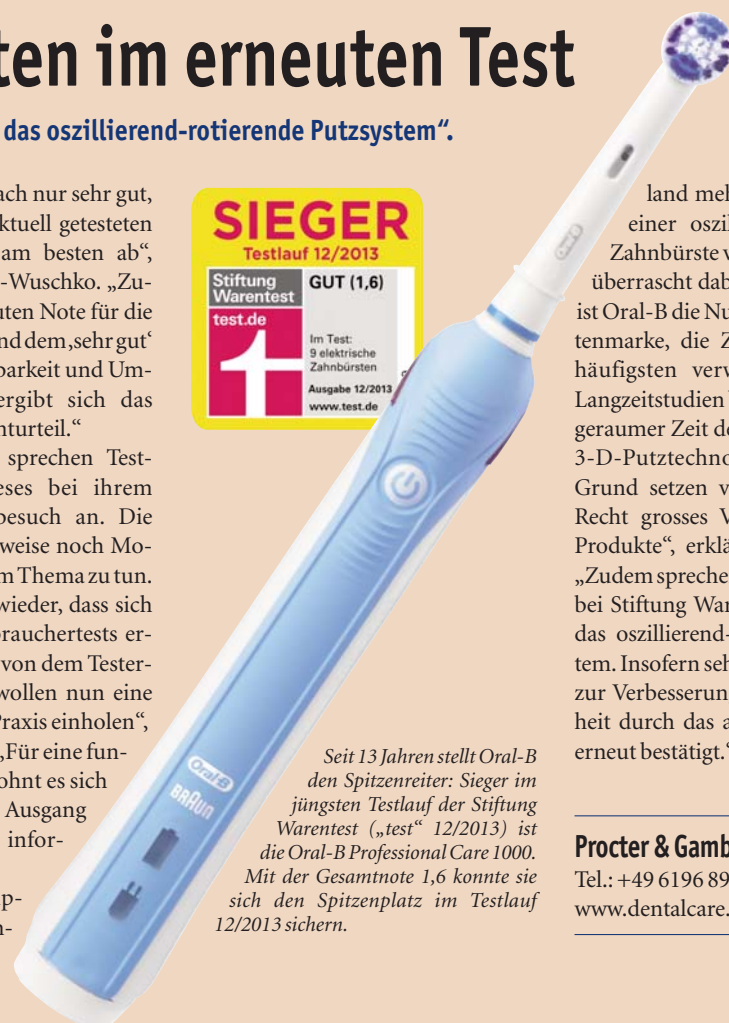 ten im erneuten Test
das oszillierend-rotierende Putzsystem“.
ach nur sehr gut,
ktuell getesteten
am besten ab“,
-Wuschko. „Zu-
uten Note für die
nd dem ‚sehr gut‘
barkeit und Um-
ergibt sich das
nturteil.“
sprechen Test-
eses bei ihrem
besuch an. Die
weise noch Mo-
m Thema zu tun.
wieder, dass sich
brauchertests er-
von dem Tester-
wollen nun eine
Praxis einholen“,
„Für eine fun-
ohnt es sich
Ausgang
infor-
p-
n-
SIEGER
Testlauf 12/2013
Stiftung
Warentest
test.de
GUT (1,6)
Im Test:
9 elektrische
Zahnbürsten
Ausgabe 12/2013
www.test.de
Oral-B
Oral-B
BRAUN
Seit 13 Jahren stellt Oral-B
den Spitzenreiter: Sieger im
jüngsten Testlauf der Stiftung
Warentest („test“ 12/2013) ist
die Oral-B Professional Care 1000.
Mit der Gesamtnote 1,6 konnte sie
sich den Spitzenplatz im Testlauf
12/2013 sichern.
land meh
einer oszil
Zahnbürste v
überrascht dab
ist Oral-B die Nu
tenmarke, die Z
häufigsten verw
Langzeitstudien
geraumer Zeit de
3-D-Putztechno
Grund setzen v
Recht grosses V
Produkte“, erklä
„Zudem spreche
bei Stiftung War
das oszillierend-
tem. Insofern seh
zur Verbesserun
heit durch das a
erneut bestätigt.“
Procter & Gamb
Tel.: +49 6196 89
www.dentalcare.